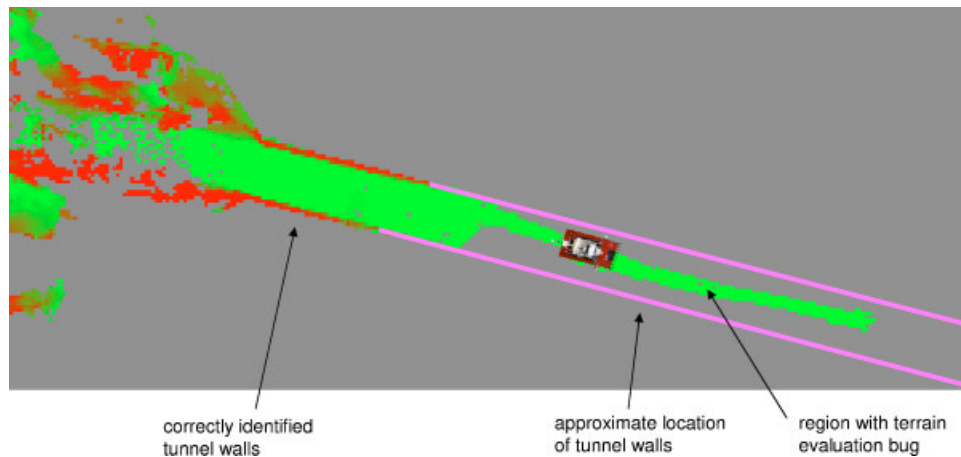 correctly identified
tunnel walls
approximate location
of tunnel walls
region with terrain
evaluation bug